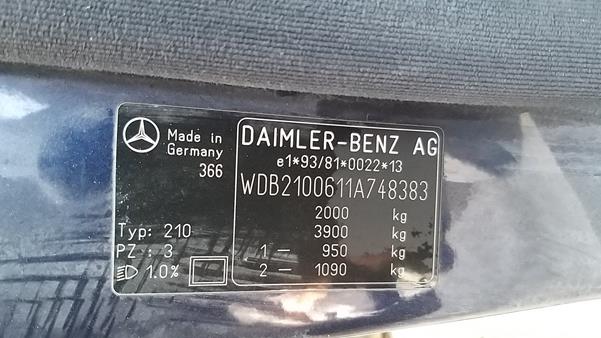 Made in
Germany
366
Typ: 210
PZ : 3
1.0%
DAIMLER-BENZ AG
e1*93/81*0022*13
WDB2100611A748383
2000 kg
3900 kg
1 — 950 kg
2 — 1090 kg